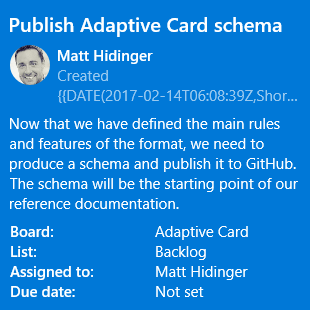 Publish Adaptive Card schema
Matt Hidinger
Created
{{DATE(2017-02-14T06:08:39Z,Shor...
Now that we have defined the main rules
and features of the format, we need to
produce a schema and publish it to GitHub.
The schema will be the starting point of our
reference documentation.
Board: Adaptive Card
List: Backlog
Assigned to: Matt Hidinger
Due date: Not set